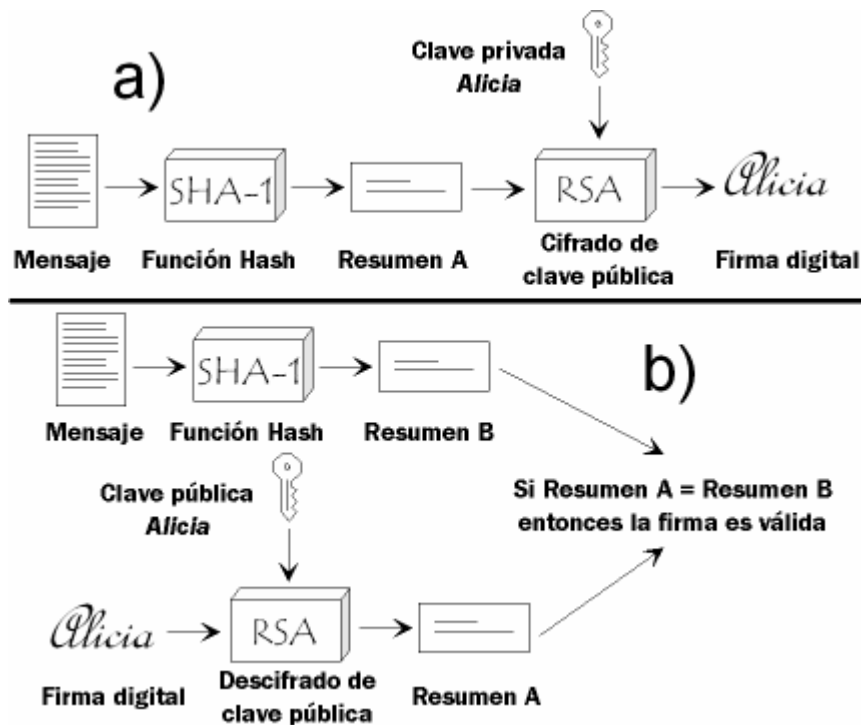 Clave privada
Alicia
a)
SHA-1
RSA
Alicia
Mensaje
Función Hash
Resumen A
Cifrado de
clave pública
Firma digital
b)
SHA-1
Mensaje
Función Hash
Resumen B
Clave pública
Alicia
Si Resumen A = Resumen B
entonces la firma es válida
Alicia
RSA
Firma digital
Descifrado de
clave pública
Resumen A